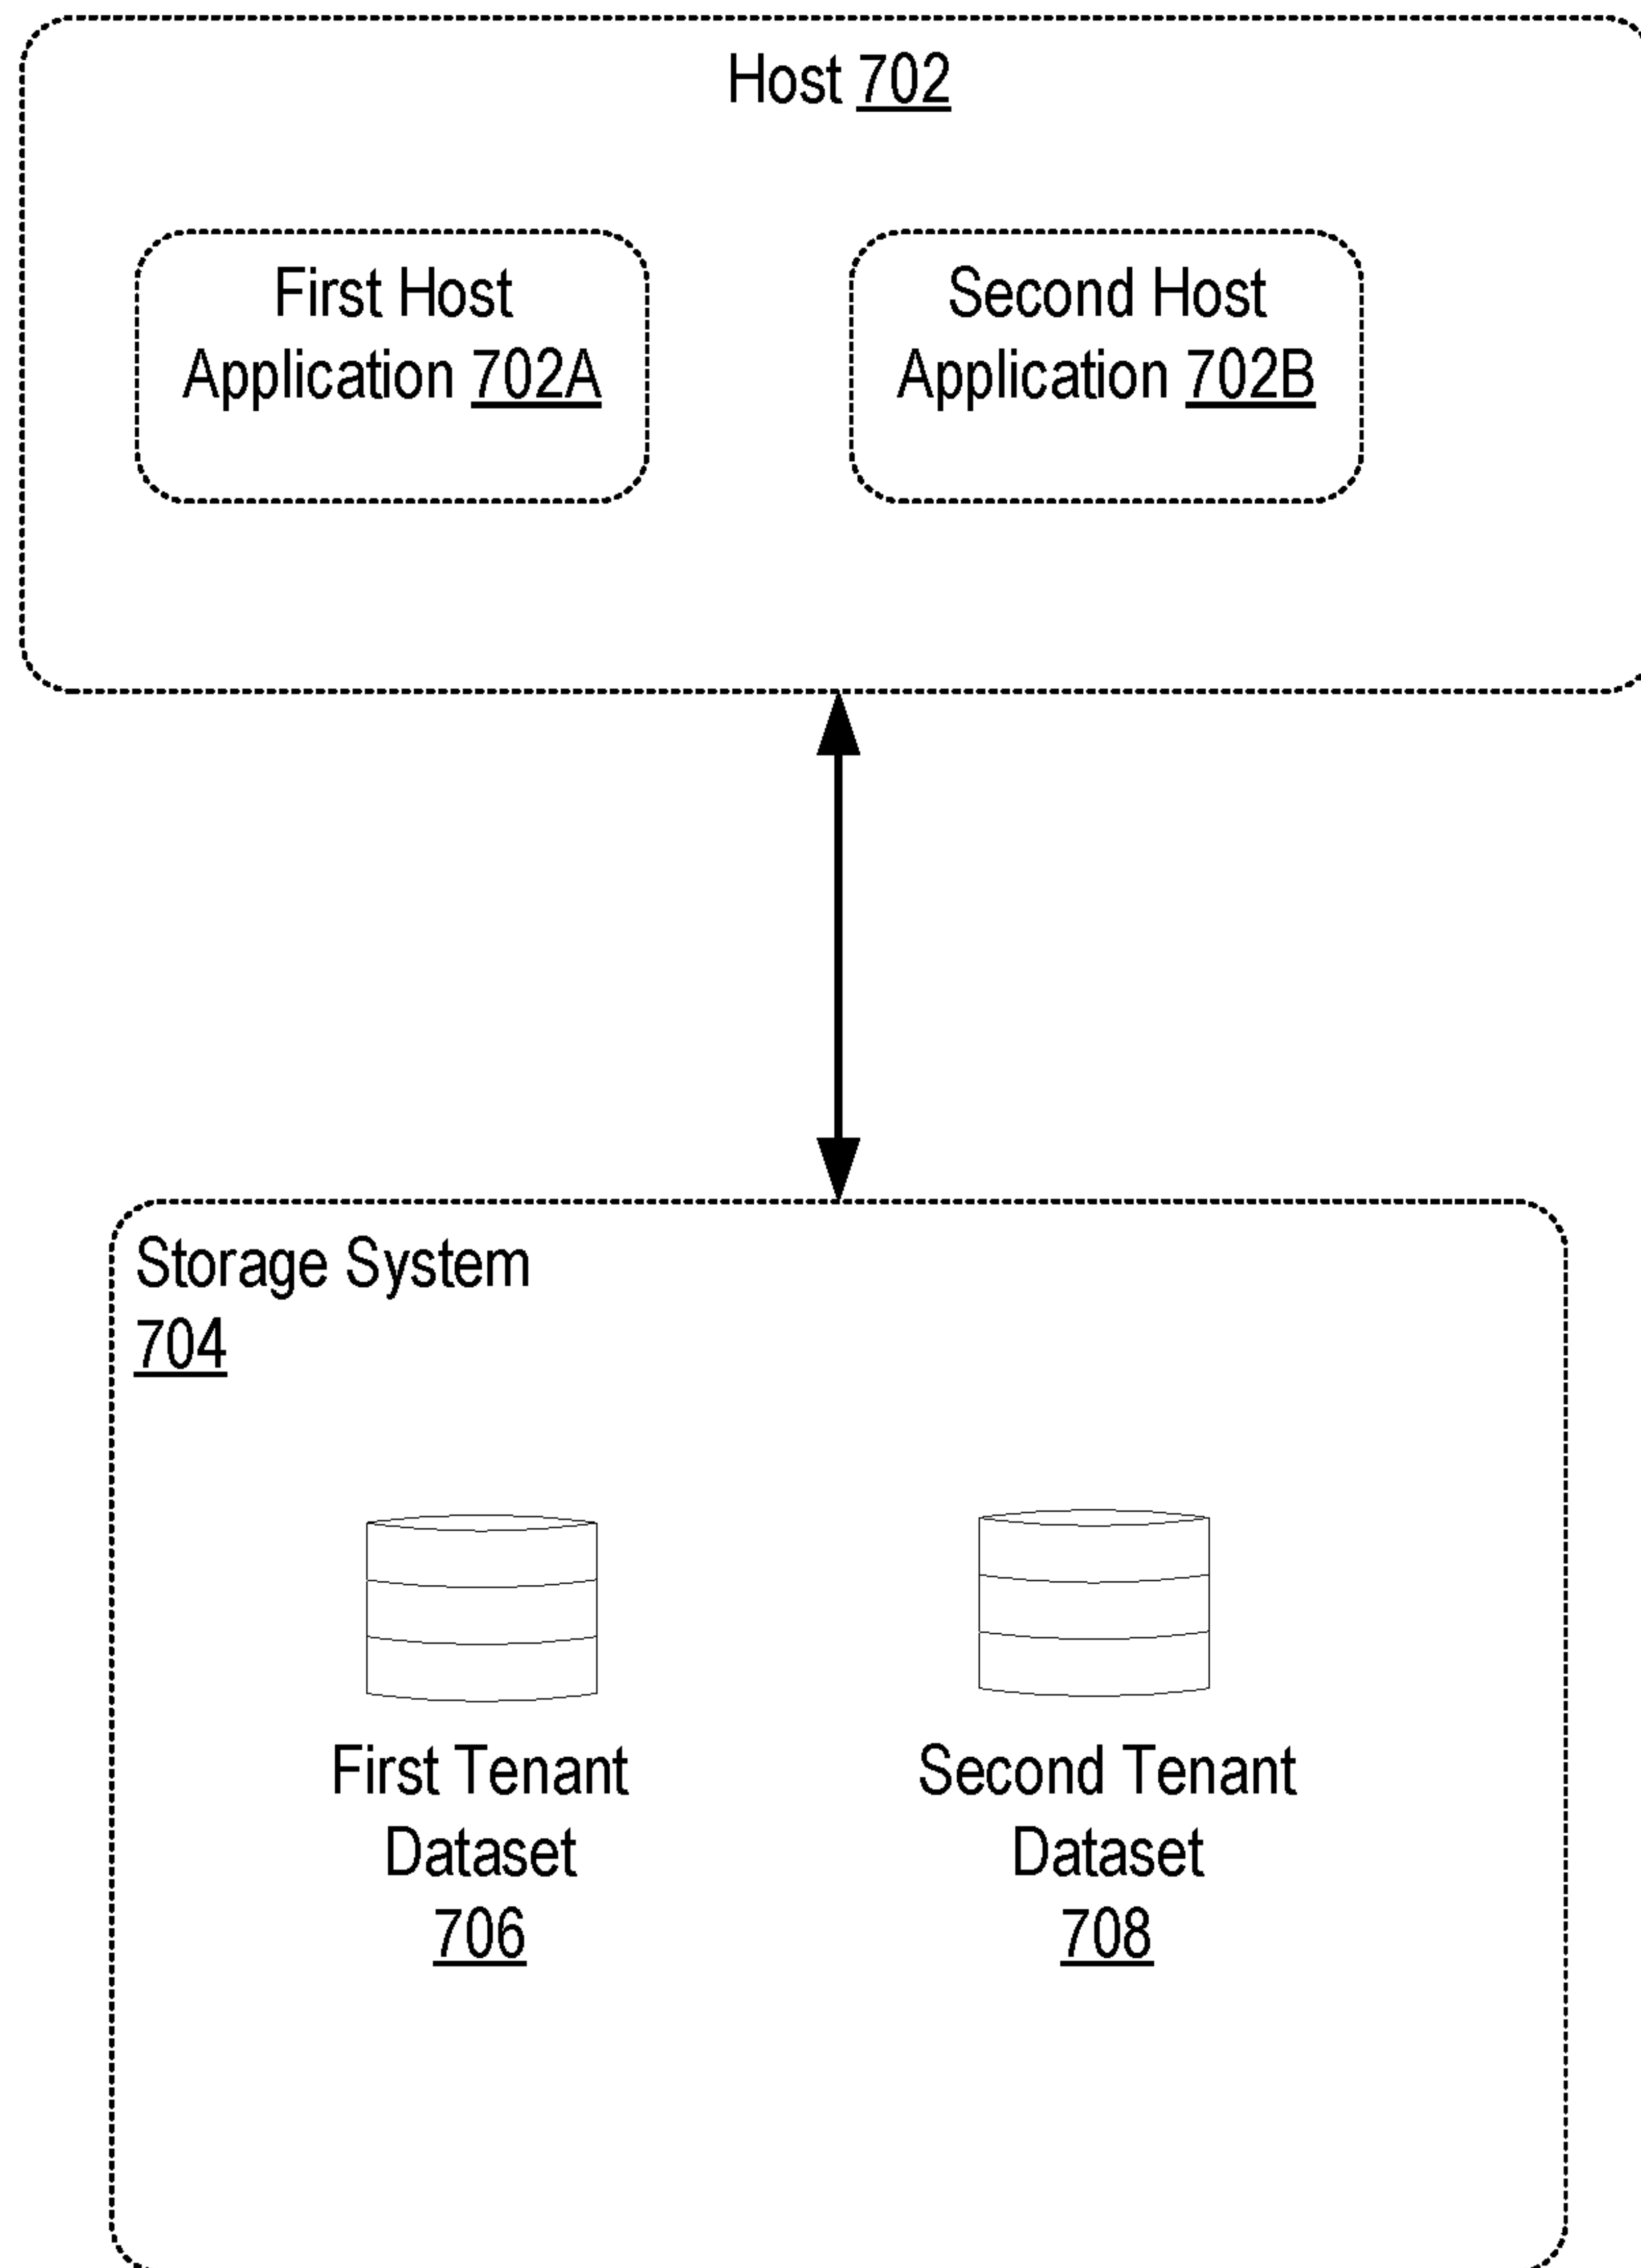 Host 702
First Host
Application 702A
Second Host
Application 702B
Storage System
704
First Tenant
Dataset
706
Second Tenant
Dataset
708